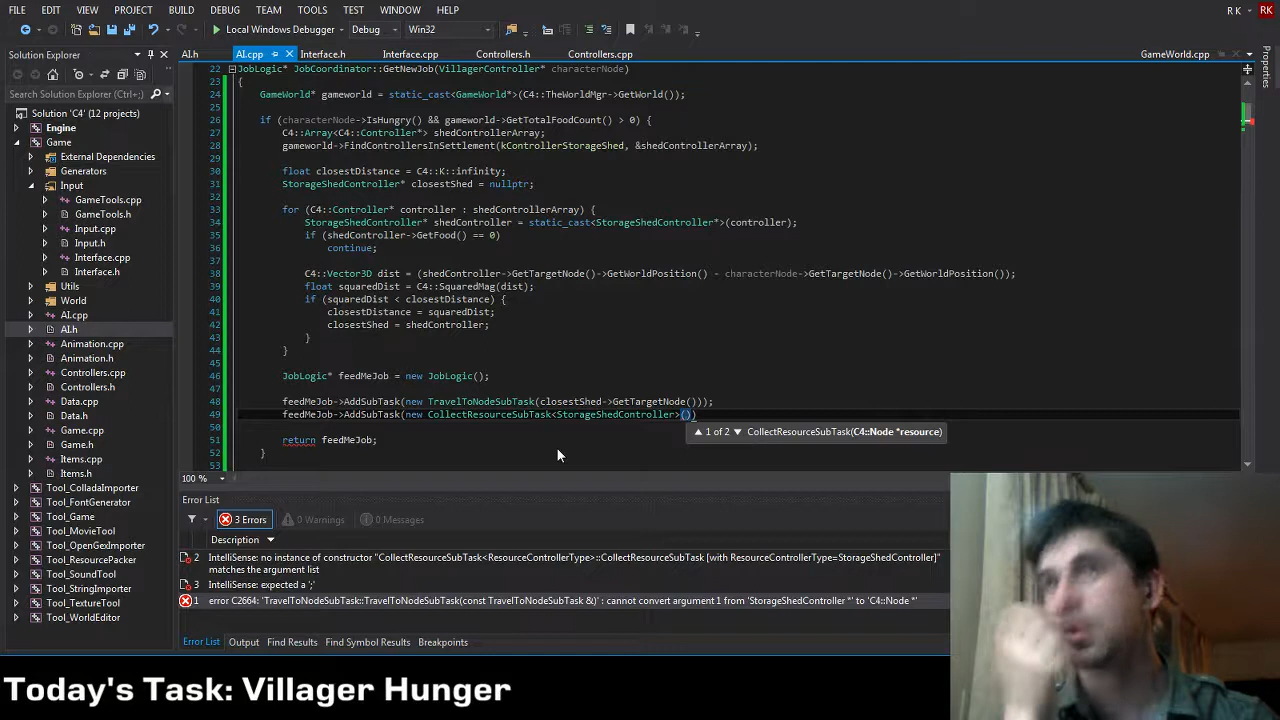 FILE EDIT VIEW PROJECT BUILD DEBUG TEAM TOOLS TEST WINDOW HELP R K RK
Local Windows Debugger Debug Win32
Solution Explorer
Search Solution Explorer (Ctrl+;)
Solution 'C4' (12 projects)
Engine
Game
External Dependencies
Generators
Input
GameTools.cpp
GameTools.h
Input.cpp
Input.h
Interface.cpp
Interface.h
Utils
World
AI.cpp
AI.h
Animation.cpp
Animation.h
Controllers.cpp
Controllers.h
Data.cpp
Data.h
Game.cpp
Game.h
Items.cpp
Items.h
Tool_ColladaImporter
Tool_FontGenerator
Tool_Game
Tool_MovieTool
Tool_OpenGexImporter
Tool_ResourcePacker
Tool_SoundTool
Tool_StringImporter
Tool_TextureTool
Tool_WorldEditor
AI.h AI.cpp Interface.h Interface.cpp Controllers.h Controllers.cpp GameWorld.cpp
Properties
22 JobLogic* JobCoordinator::GetNewJob(VillagerController* characterNode)
23 {
24 GameWorld* gameworld = static_cast<GameWorld*>(C4::TheWorldMgr->GetWorld());
25
26 if (characterNode->IsHungry() && gameworld->GetTotalFoodCount() > 0) {
27 C4::Array<C4::Controller*> shedControllerArray;
28 gameworld->FindControllersInSettlement(kControllerStorageShed, &shedControllerArray);
29
30 float closestDistance = C4::K::infinity;
31 StorageShedController* closestShed = nullptr;
32
33 for (C4::Controller* controller : shedControllerArray) {
34 StorageShedController* shedController = static_cast<StorageShedController*>(controller);
35 if (shedController->GetFood() == 0)
36 continue;
37
38 C4::Vector3D dist = (shedController->GetTargetNode()->GetWorldPosition() - characterNode->GetTargetNode()->GetWorldPosition());
39 float squaredDist = C4::SquaredMag(dist);
40 if (squaredDist < closestDistance) {
41 closestDistance = squaredDist;
42 closestShed = shedController;
43 }
44 }
45
46 JobLogic* feedMeJob = new JobLogic();
47
48 feedMeJob->AddSubTask(new TravelToNodeSubTask(closestShed->GetTargetNode()));
49 feedMeJob->AddSubTask(new CollectResourceSubTask<StorageShedController>())
50
1 of 2 CollectResourceSubTask(C4::Node *resource)
51 return feedMeJob;
52 }
53
100 %
Error List
3 Errors 0 Warnings 0 Messages
Description
2 IntelliSense: no instance of constructor "CollectResourceSubTask<ResourceControllerType>::CollectResourceSubTask [with ResourceControllerType=StorageShedController]" matches the argument list
3 IntelliSense: expected a ';'
1 error C2664: 'TravelToNodeSubTask::TravelToNodeSubTask(const TravelToNodeSubTask &)' : cannot convert argument 1 from 'StorageShedController *' to 'C4::Node *'
Error List Output Find Results Find Symbol Results Breakpoints
Today's Task: Villager Hunger